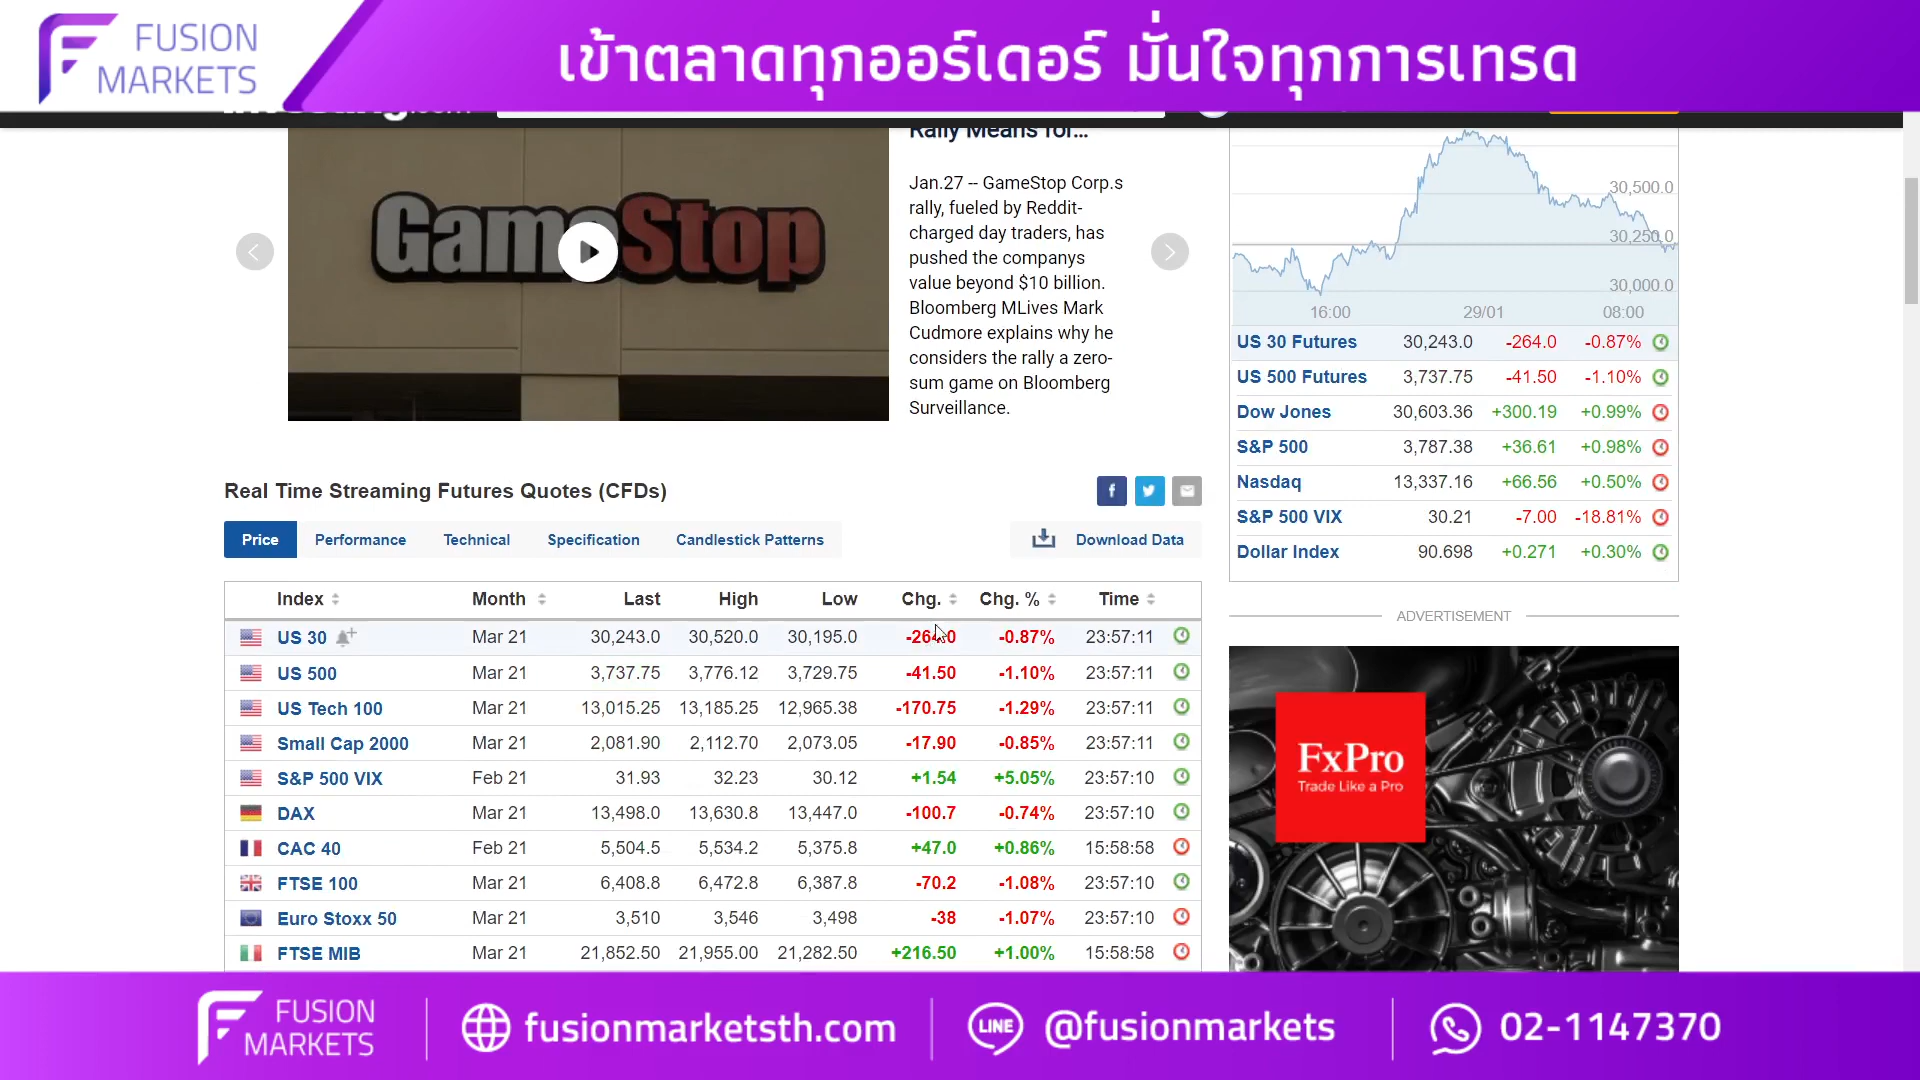 FUSION
MARKETS
เข้าตลาดทุกออร์เดอร์ มั่นใจทุกการเทรด
Rally Means for...
GameStop
Jan.27 -- GameStop Corp.s
rally, fueled by Reddit-
charged day traders, has
pushed the companys
value beyond $10 billion.
Bloomberg MLives Mark
Cudmore explains why he
considers the rally a zero-
sum game on Bloomberg
Surveillance.
30,500.0
30,250.0
30,000.0
16:00 29/01 08:00
US 30 Futures 30,243.0 -264.0 -0.87%
US 500 Futures 3,737.75 -41.50 -1.10%
Dow Jones 30,603.36 +300.19 +0.99%
S&P 500 3,787.38 +36.61 +0.98%
Nasdaq 13,337.16 +66.56 +0.50%
S&P 500 VIX 30.21 -7.00 -18.81%
Dollar Index 90.698 +0.271 +0.30%
Real Time Streaming Futures Quotes (CFDs)
Price Performance Technical Specification Candlestick Patterns Download Data
Index Month Last High Low Chg. Chg. % Time
US 30 Mar 21 30,243.0 30,520.0 30,195.0 -264.0 -0.87% 23:57:11
US 500 Mar 21 3,737.75 3,776.12 3,729.75 -41.50 -1.10% 23:57:11
US Tech 100 Mar 21 13,015.25 13,185.25 12,965.38 -170.75 -1.29% 23:57:11
Small Cap 2000 Mar 21 2,081.90 2,112.70 2,073.05 -17.90 -0.85% 23:57:11
S&P 500 VIX Feb 21 31.93 32.23 30.12 +1.54 +5.05% 23:57:10
DAX Mar 21 13,498.0 13,630.8 13,447.0 -100.7 -0.74% 23:57:10
CAC 40 Feb 21 5,504.5 5,534.2 5,375.8 +47.0 +0.86% 15:58:58
FTSE 100 Mar 21 6,408.8 6,472.8 6,387.8 -70.2 -1.08% 23:57:10
Euro Stoxx 50 Mar 21 3,510 3,546 3,498 -38 -1.07% 23:57:10
FTSE MIB Mar 21 21,852.50 21,955.00 21,282.50 +216.50 +1.00% 15:58:58
ADVERTISEMENT
FxPro
Trade Like a Pro
FUSION
MARKETS
fusionmarketsth.com
LINE
@fusionmarkets
02-1147370